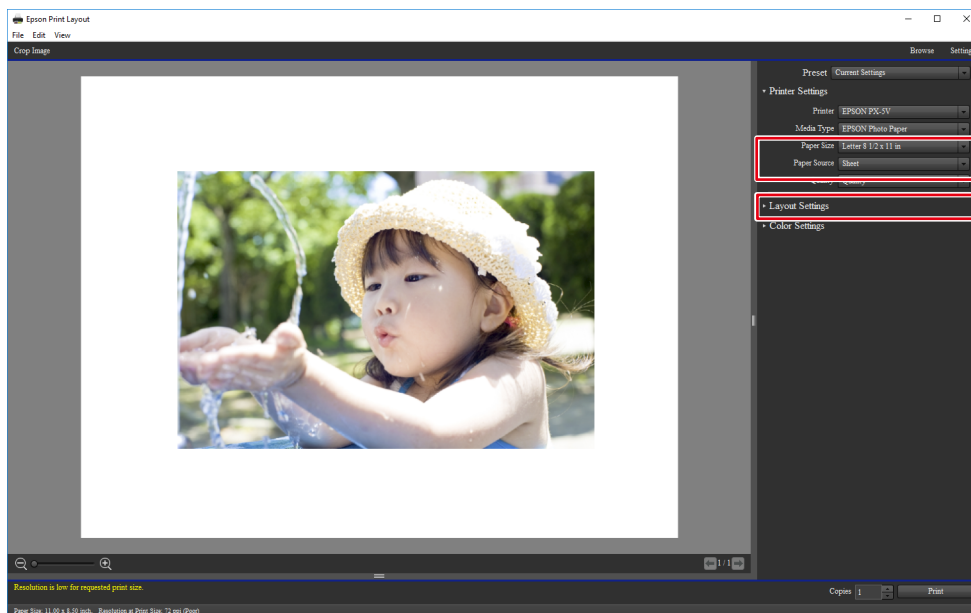 Epson Print Layout
File Edit View
Crop Image
Browse Setting
Preset Current Settings
Printer Settings
Printer EPSON PX-5V
Media Type EPSON Photo Paper
Paper Size Letter 8 1/2 x 11 in
Paper Source Sheet
Quality Quality
Layout Settings
Color Settings
1 / 1
Resolution is low for requested print size.
Copies 1 Print
Paper Size: 11.00 x 8.50 inch, Resolution at Print Size: 72 ppi (Poor)